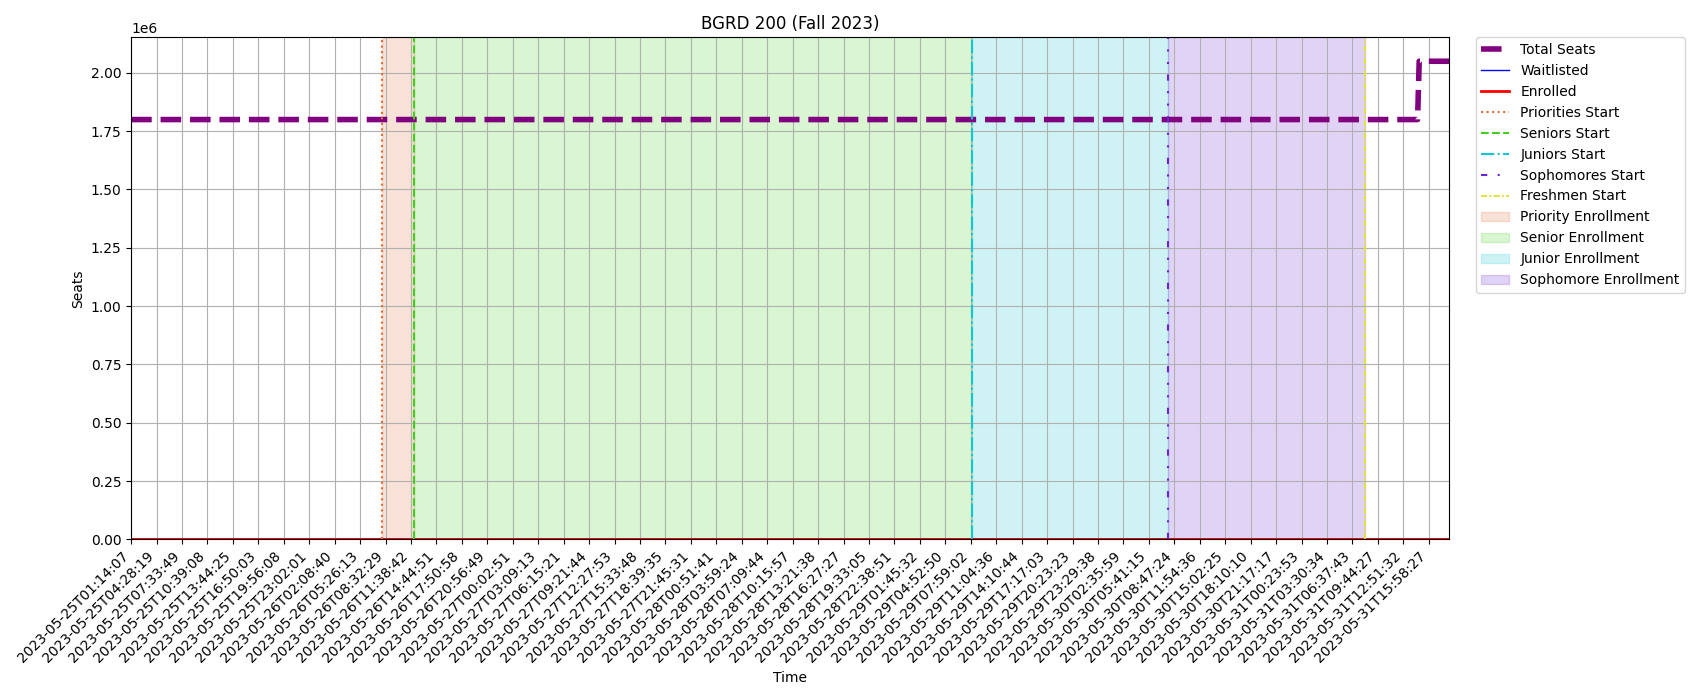 BGRD 200 (Fall 2023)
1e6
2.00
1.75
1.50
1.25
1.00
0.75
0.50
0.25
0.00
Seats
2023-05-25T01:14:07
2023-05-25T04:28:19
2023-05-25T07:33:49
2023-05-25T10:39:08
2023-05-25T13:44:25
2023-05-25T16:50:03
2023-05-25T19:56:08
2023-05-25T23:02:01
2023-05-26T02:08:40
2023-05-26T05:26:13
2023-05-26T08:32:29
2023-05-26T11:38:42
2023-05-26T14:44:51
2023-05-26T17:50:58
2023-05-26T20:56:49
2023-05-27T00:02:51
2023-05-27T03:09:13
2023-05-27T06:15:21
2023-05-27T09:21:44
2023-05-27T12:27:53
2023-05-27T15:33:48
2023-05-27T18:39:35
2023-05-27T21:45:31
2023-05-28T00:51:41
2023-05-28T03:59:24
2023-05-28T07:09:44
2023-05-28T10:15:57
2023-05-28T13:21:38
2023-05-28T16:27:27
2023-05-28T19:33:05
2023-05-28T22:38:51
2023-05-29T01:45:32
2023-05-29T04:52:50
2023-05-29T07:59:02
2023-05-29T11:04:36
2023-05-29T14:10:44
2023-05-29T17:17:03
2023-05-29T20:23:23
2023-05-29T23:29:38
2023-05-30T02:35:59
2023-05-30T05:41:15
2023-05-30T08:47:24
2023-05-30T11:54:36
2023-05-30T15:02:25
2023-05-30T18:10:10
2023-05-30T21:17:17
2023-05-31T00:23:53
2023-05-31T03:30:34
2023-05-31T06:37:43
2023-05-31T09:44:27
2023-05-31T12:51:32
2023-05-31T15:58:27
Time
Total Seats
Waitlisted
Enrolled
Priorities Start
Seniors Start
Juniors Start
Sophomores Start
Freshmen Start
Priority Enrollment
Senior Enrollment
Junior Enrollment
Sophomore Enrollment